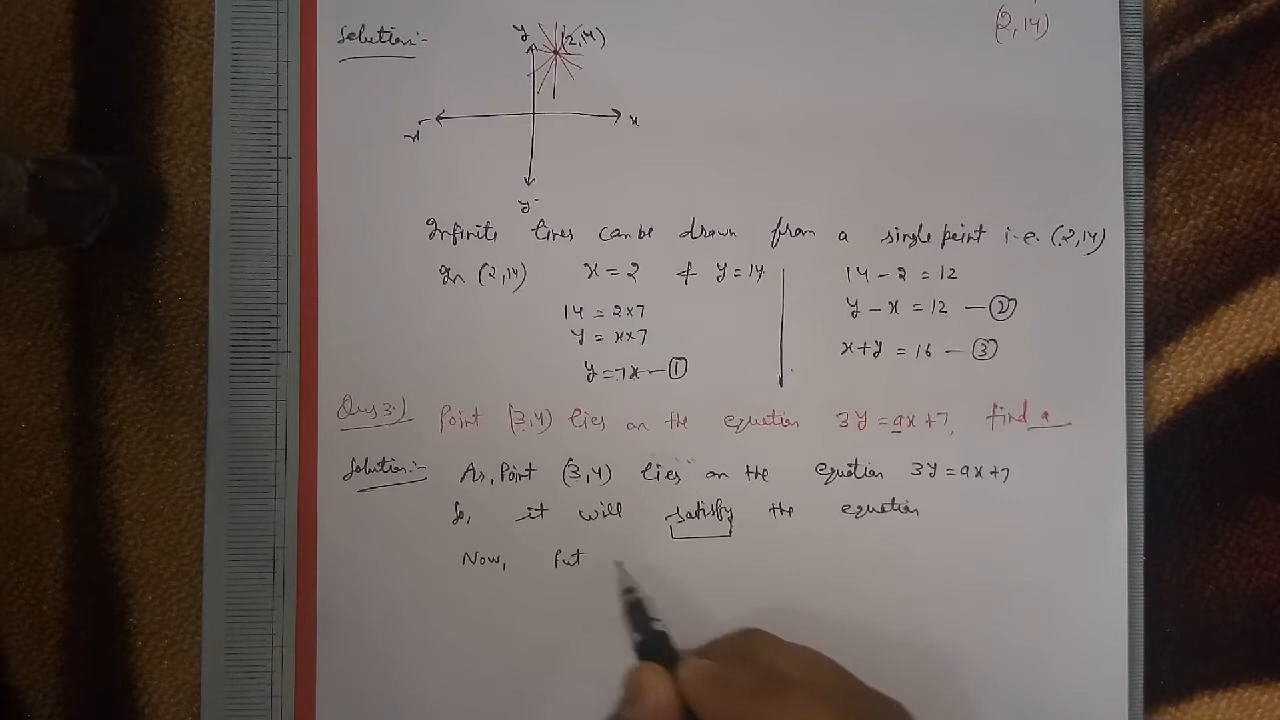 (2,14)
Solution:-
y
(2,14)
x
y-
Infinite lines can be drawn from a single point i.e. (2,14)
In (2,14) x = 2 & y = 14
14 = 2×7
y = x×7
y = 7x — ①
14 - 2 = 12
y - x = 12 — ②
x + y = 16 — ③
Ques 3.) Point (3,4) lies on the equation 3y = ax + 7, find a
Solution:- As, Point (3,4) lies on the equation 3y = ax + 7
So, it will satisfy the equation
Now, Put